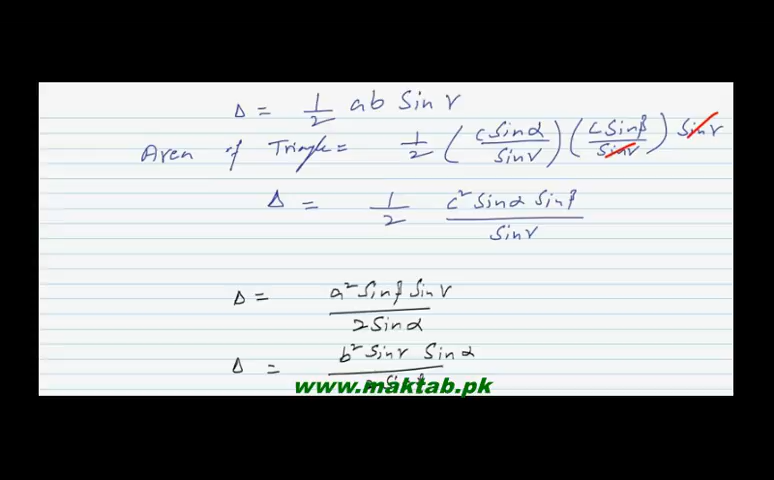 Δ = 1/2 ab Sin γ
Area of Triangle = 1/2 (c Sin α / Sin γ) (c Sin β / Sin γ) Sin γ
Δ = 1/2 c² Sin α Sin β / Sin γ
Δ = a² Sin β Sin γ / 2 Sin α
Δ = b² Sin γ Sin α /
www.maktab.pk